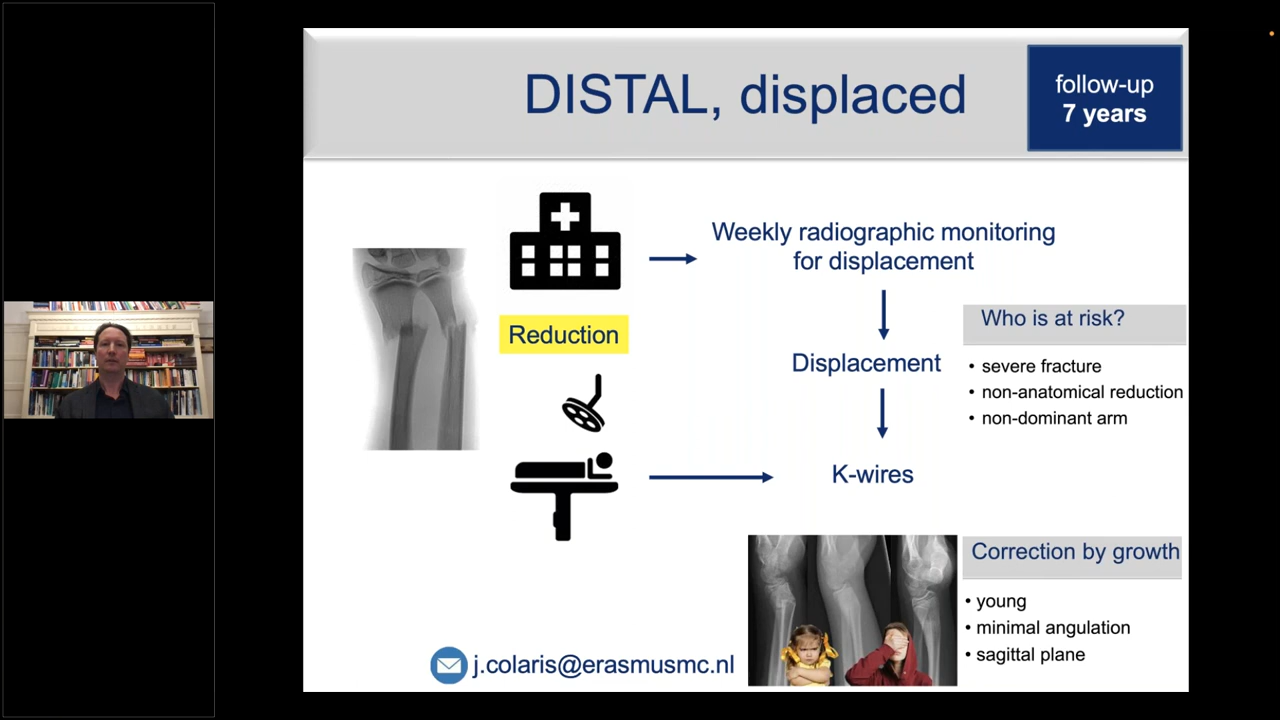 DISTAL, displaced
follow-up
7 years
Weekly radiographic monitoring
for displacement
Reduction
Displacement
K-wires
Who is at risk?
• severe fracture
• non-anatomical reduction
• non-dominant arm
Correction by growth
• young
• minimal angulation
• sagittal plane
j.colaris@erasmusmc.nl